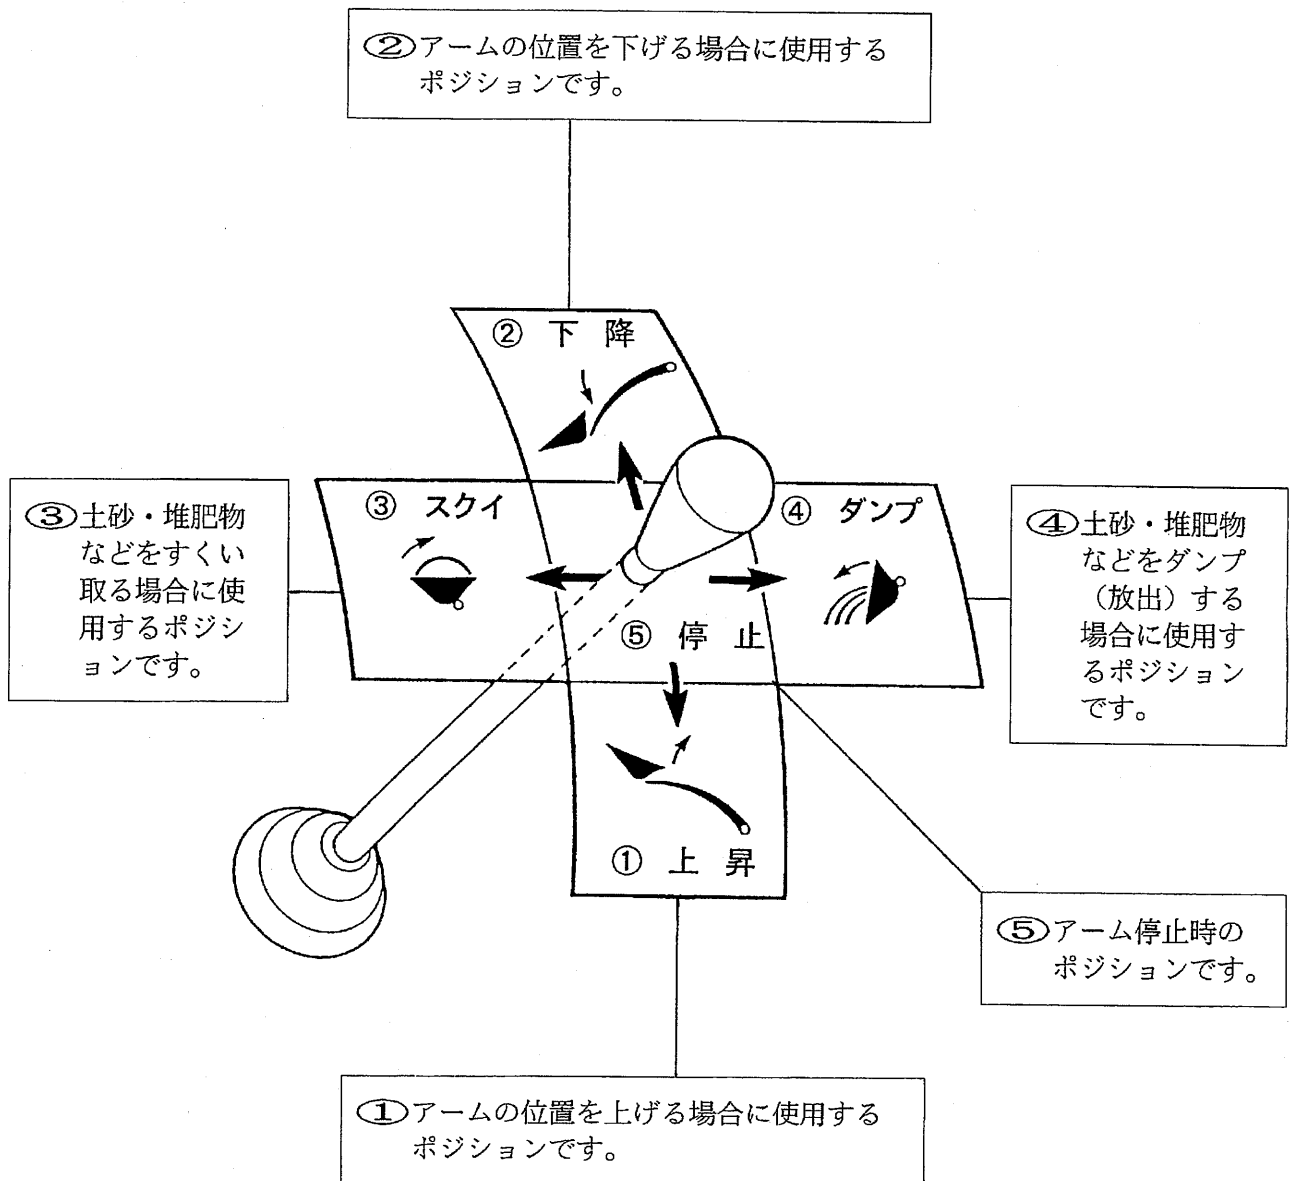 ②アームの位置を下げる場合に使用する
ポジションです。
② 下 降
③土砂・堆肥物
などをすくい
取る場合に使
用するポジシ
ョンです。
③ スクイ
④ ダンプ
④土砂・堆肥物
などをダンプ
（放出）する
場合に使用す
るポジション
です。
⑤ 停 止
① 上 昇
⑤アーム停止時の
ポジションです。
①アームの位置を上げる場合に使用する
ポジションです。